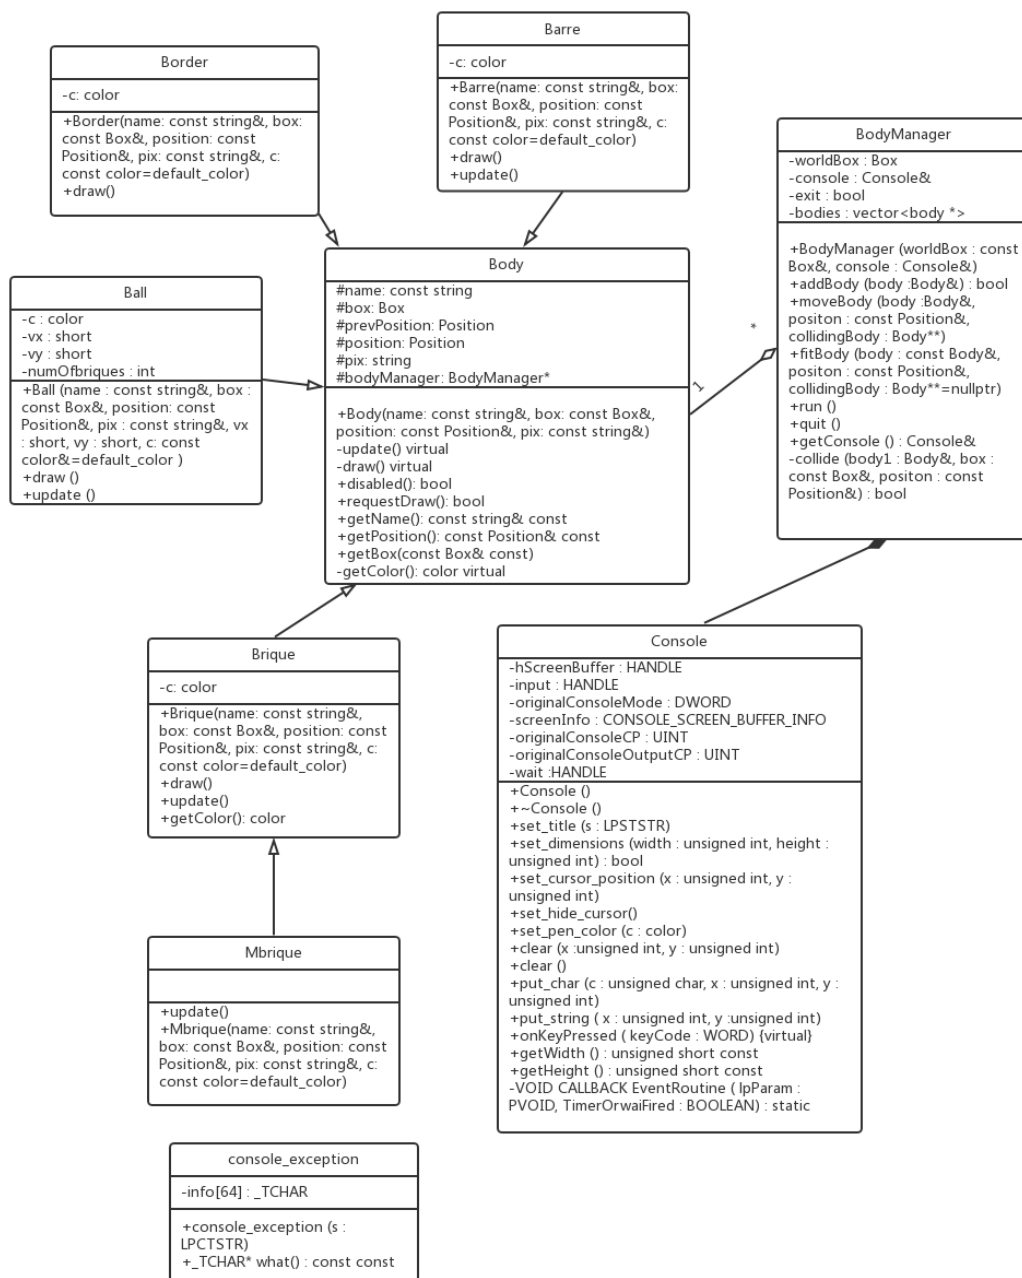 Border
-c: color
+Border(name: const string&, box:
const Box&, position: const
Position&, pix: const string&, c:
const color=default_color)
+draw()
Barre
-c: color
+Barre(name: const string&, box:
const Box&, position: const
Position&, pix: const string&, c:
const color=default_color)
+draw()
+update()
BodyManager
-worldBox : Box
-console : Console&
-exit : bool
-bodies : vector<body *>
+BodyManager (worldBox : const
Box&, console : Console&)
+addBody (body :Body&) : bool
+moveBody (body :Body&,
positon : const Position&,
collidingBody : Body**)
+fitBody (body : const Body&,
positon : const Position&,
collidingBody : Body**=nullptr)
+run ()
+quit ()
+getConsole () : Console&
-collide (body1 : Body&, box :
const Box&, positon : const
Position&) : bool
Ball
-c : color
-vx : short
-vy : short
-numOfbriques : int
+Ball (name : const string&, box :
const Box&, position: const
Position&, pix : const string&, vx
: short, vy : short, c: const
color&=default_color )
+draw ()
+update ()
Body
#name: const string
#box: Box
#prevPosition: Position
#position: Position
#pix: string
#bodyManager: BodyManager*
+Body(name: const string&, box: const Box&,
position: const Position&, pix: const string&)
-update() virtual
-draw() virtual
+disabled(): bool
+requestDraw(): bool
+getName(): const string& const
+getPosition(): const Position& const
+getBox(const Box& const)
-getColor(): color virtual
*
1
Brique
-c: color
+Brique(name: const string&,
box: const Box&, position: const
Position&, pix: const string&, c:
const color=default_color)
+draw()
+update()
+getColor(): color
Console
-hScreenBuffer : HANDLE
-input : HANDLE
-originalConsoleMode : DWORD
-screenInfo : CONSOLE_SCREEN_BUFFER_INFO
-originalConsoleCP : UINT
-originalConsoleOutputCP : UINT
-wait :HANDLE
+Console ()
+~Console ()
+set_title (s : LPSTSTR)
+set_dimensions (width : unsigned int, height :
unsigned int) : bool
+set_cursor_position (x : unsigned int, y :
unsigned int)
+set_hide_cursor()
+set_pen_color (c : color)
+clear (x :unsigned int, y : unsigned int)
+clear ()
+put_char (c : unsigned char, x : unsigned int, y :
unsigned int)
+put_string ( x : unsigned int, y :unsigned int)
+onKeyPressed ( keyCode : WORD) {virtual}
+getWidth () : unsigned short const
+getHeight () : unsigned short const
-VOID CALLBACK EventRoutine ( lpParam :
PVOID, TimerOrwaiFired : BOOLEAN) : static
Mbrique
+update()
+Mbrique(name: const string&,
box: const Box&, position: const
Position&, pix: const string&, c:
const color=default_color)
console_exception
-info[64] : _TCHAR
+console_exception (s :
LPCTSTR)
+_TCHAR* what() : const const